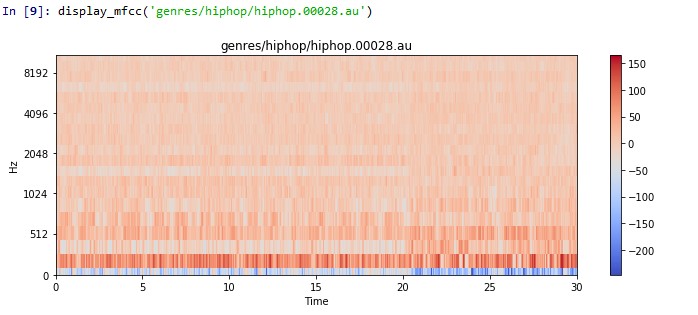 In [9]: display_mfcc('genres/hiphop/hiphop.00028.au')
genres/hiphop/hiphop.00028.au
8192
4096
2048
1024
512
0
Hz
0 5 10 15 20 25 30
Time
150
100
50
0
−50
−100
−150
−200